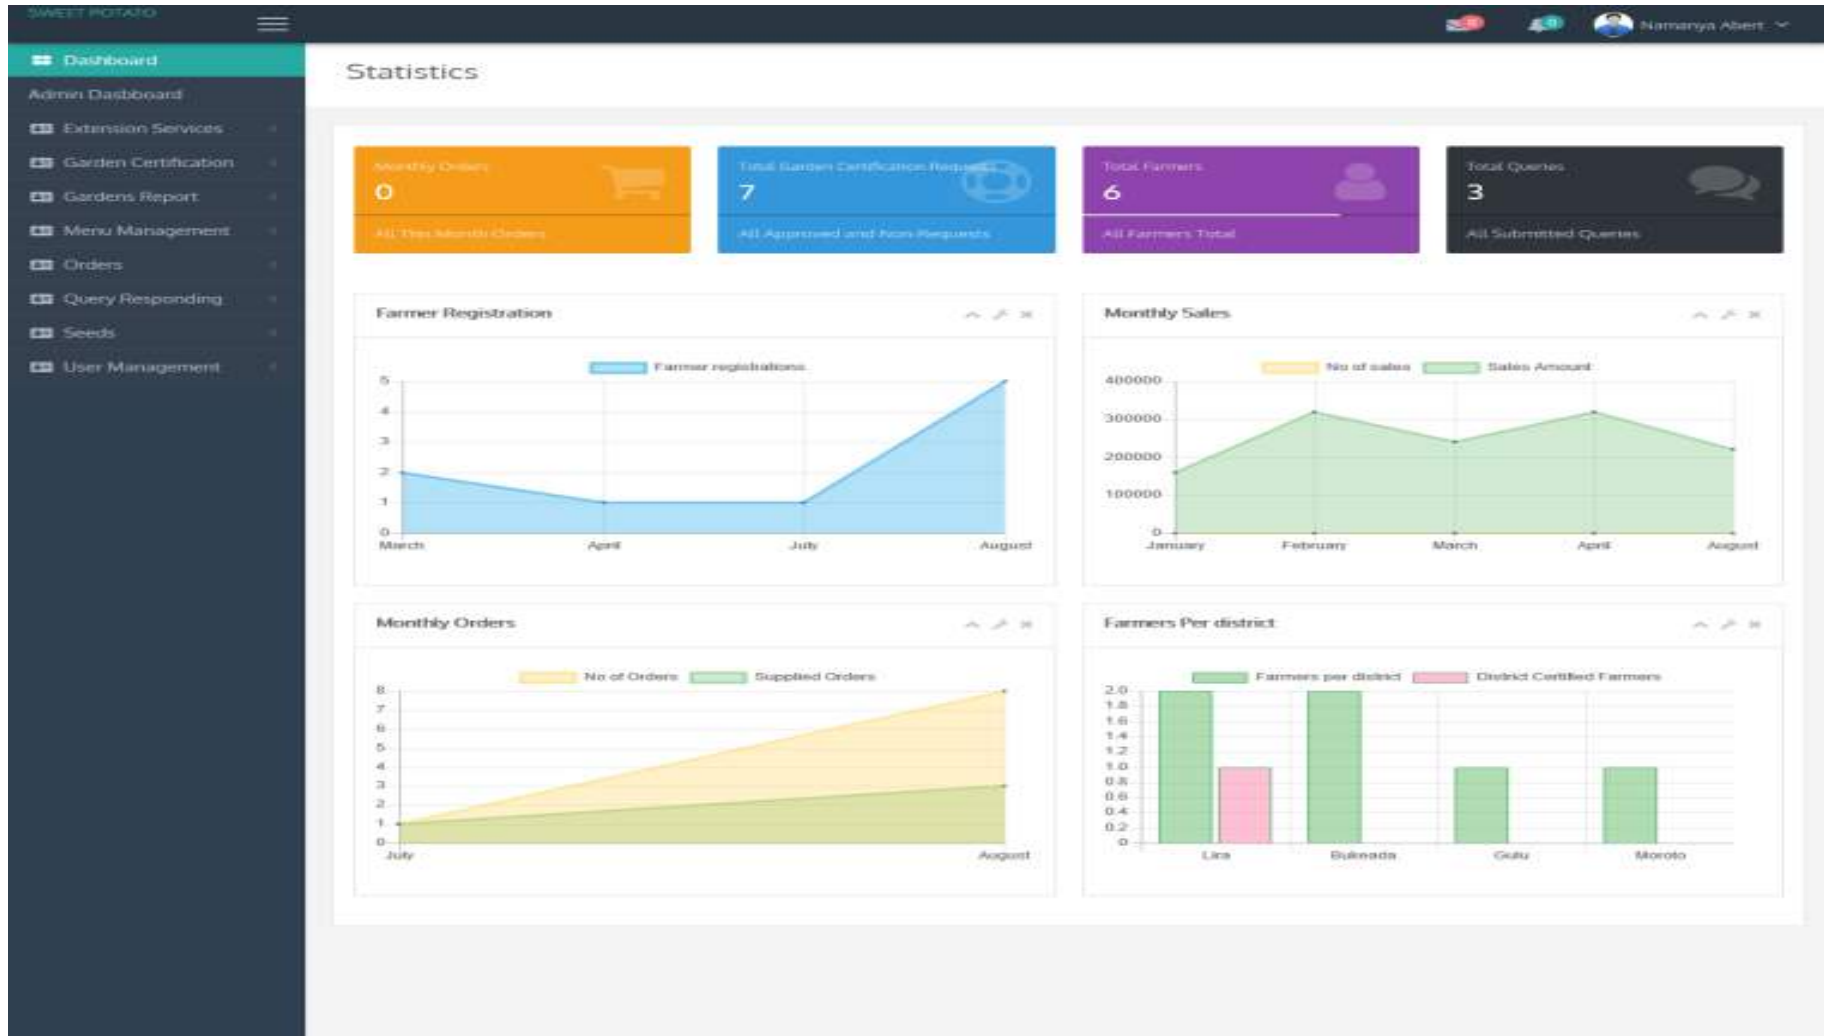 SWEET POTATO
0
0
Namanya Abert
Dashboard
Admin Dasbboard
Extension Services
Garden Certification
Gardens Report
Menu Management
Orders
Query Responding
Seeds
User Management
Statistics
Monthly Orders
0
All This Month Orders
Total Garden Certification Requests
7
All Approved and Non-Requests
Total Farmers
6
All Farmers Total
Total Queries
3
All Submitted Queries
Farmer Registration
Farmer registrations
5
4
3
2
1
0
March April July August
Monthly Sales
No of sales Sales Amount
400000
300000
200000
100000
0
January February March April August
Monthly Orders
No of Orders Supplied Orders
8
7
6
5
4
3
2
1
0
July August
Farmers Per district
Farmers per district District Certified Farmers
2.0
1.8
1.6
1.4
1.2
1.0
0.8
0.6
0.4
0.2
0
Lira Bukeada Gulu Moroto